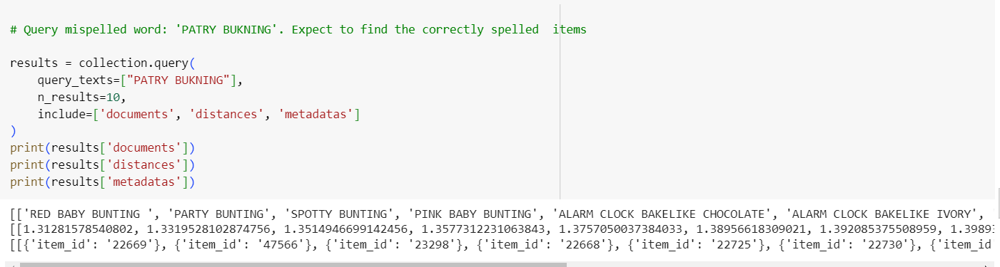 # Query mispelled word: 'PATRY BUKNING'. Expect to find the correctly spelled  items
results = collection.query(
    query_texts=["PATRY BUKNING"],
    n_results=10,
    include=['documents', 'distances', 'metadatas']
)
print(results['documents'])
print(results['distances'])
print(results['metadatas'])
[['RED BABY BUNTING ', 'PARTY BUNTING', 'SPOTTY BUNTING', 'PINK BABY BUNTING', 'ALARM CLOCK BAKELIKE CHOCOLATE', 'ALARM CLOCK BAKELIKE IVORY',
[[1.31281578540802, 1.3319528102874756, 1.3514946699142456, 1.3577312231063843, 1.3757050037384033, 1.38956618309021, 1.392085375508959, 1.3989
[[{'item_id': '22669'}, {'item_id': '47566'}, {'item_id': '23298'}, {'item_id': '22668'}, {'item_id': '22725'}, {'item_id': '22730'}, {'item_id